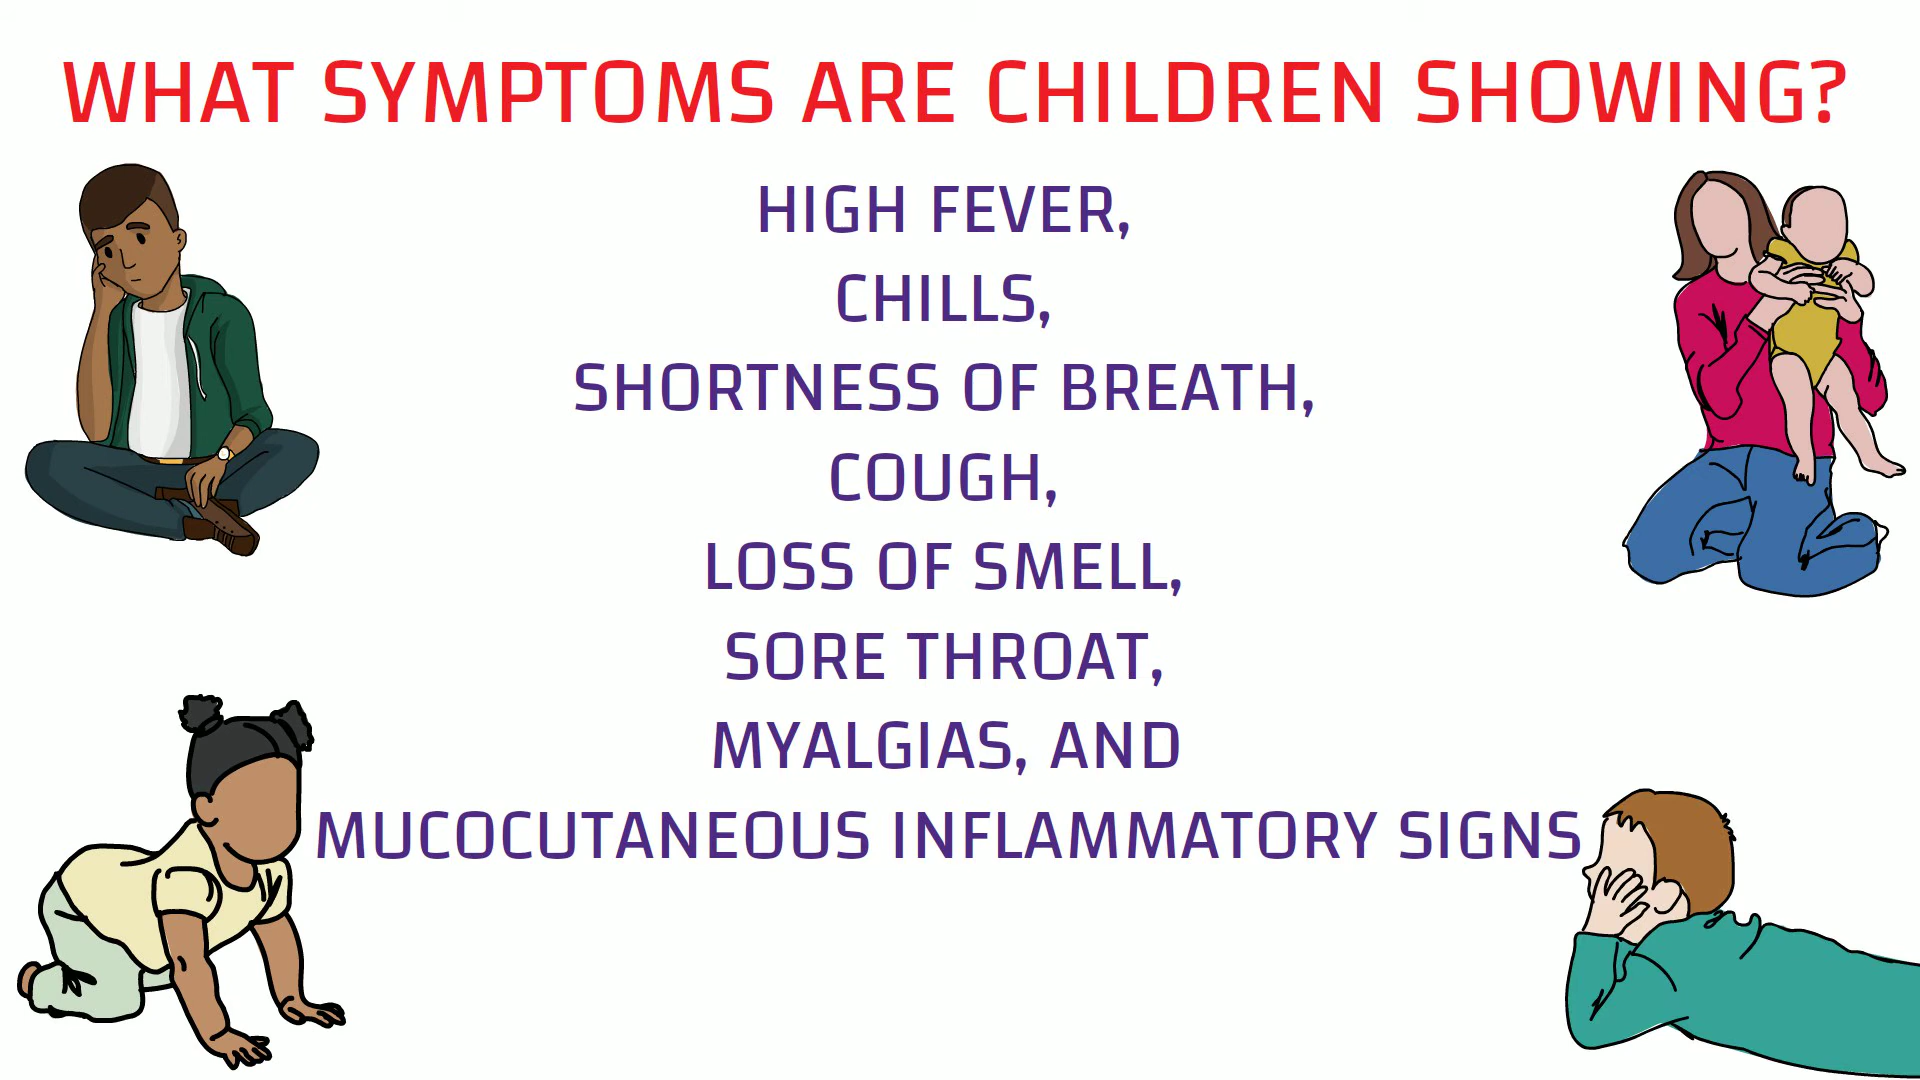 WHAT SYMPTOMS ARE CHILDREN SHOWING?
HIGH FEVER,
CHILLS,
SHORTNESS OF BREATH,
COUGH,
LOSS OF SMELL,
SORE THROAT,
MYALGIAS, AND
MUCOCUTANEOUS INFLAMMATORY SIGNS